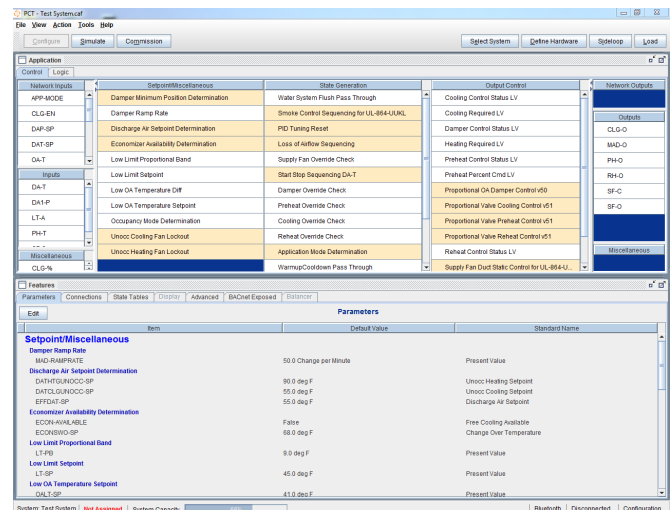 PCT - Test System.caf
File View Action Tools Help
Configure Simulate Commission Select System Define Hardware Sideloop Load
Application
Control Logic
Network Inputs
APP-MODE
CLG-EN
DAP-SP
DAT-SP
OA-T
Inputs
DA-T
DA1-P
LT-A
PH-T
Miscellaneous
CLG-%
Setpoint/Miscellaneous
Damper Minimum Position Determination
Damper Ramp Rate
Discharge Air Setpoint Determination
Economizer Availability Determination
Low Limit Proportional Band
Low Limit Setpoint
Low OA Temperature Diff
Low OA Temperature Setpoint
Occupancy Mode Determination
Unocc Cooling Fan Lockout
Unocc Heating Fan Lockout
State Generation
Water System Flush Pass Through
Smoke Control Sequencing for UL-864-UUKL
PID Tuning Reset
Loss of Airflow Sequencing
Supply Fan Override Check
Start Stop Sequencing DA-T
Damper Override Check
Preheat Override Check
Cooling Override Check
Reheat Override Check
Application Mode Determination
WarmupCooldown Pass Through
Output Control
Cooling Control Status LV
Cooling Required LV
Damper Control Status LV
Heating Required LV
Preheat Control Status LV
Preheat Percent Cmd LV
Proportional OA Damper Control v50
Proportional Valve Cooling Control v51
Proportional Valve Preheat Control v51
Proportional Valve Reheat Control v51
Reheat Control Status LV
Supply Fan Duct Static Control for UL-864-U...
Network Outputs
Outputs
CLG-O
MAD-O
PH-O
RH-O
SF-C
SF-O
Miscellaneous
Features
Parameters Connections State Tables Display Advanced BACnet Exposed Balancer
Edit Parameters
Item Default Value Standard Name
Setpoint/Miscellaneous
Damper Ramp Rate
MAD-RAMPRATE 50.0 Change per Minute Present Value
Discharge Air Setpoint Determination
DATHTGUNOCC-SP 90.0 deg F Unocc Heating Setpoint
DATCLGUNOCC-SP 55.0 deg F Unocc Cooling Setpoint
EFFDAT-SP 55.0 deg F Discharge Air Setpoint
Economizer Availability Determination
ECON-AVAILABLE False Free Cooling Available
ECONSWO-SP 68.0 deg F Change Over Temperature
Low Limit Proportional Band
LT-PB 9.0 deg F Present Value
Low Limit Setpoint
LT-SP 45.0 deg F Present Value
Low OA Temperature Setpoint
OALT-SP 41.0 deg F Present Value
System: Test System Not Assigned System Capacity Bluetooth Disconnected Configuration